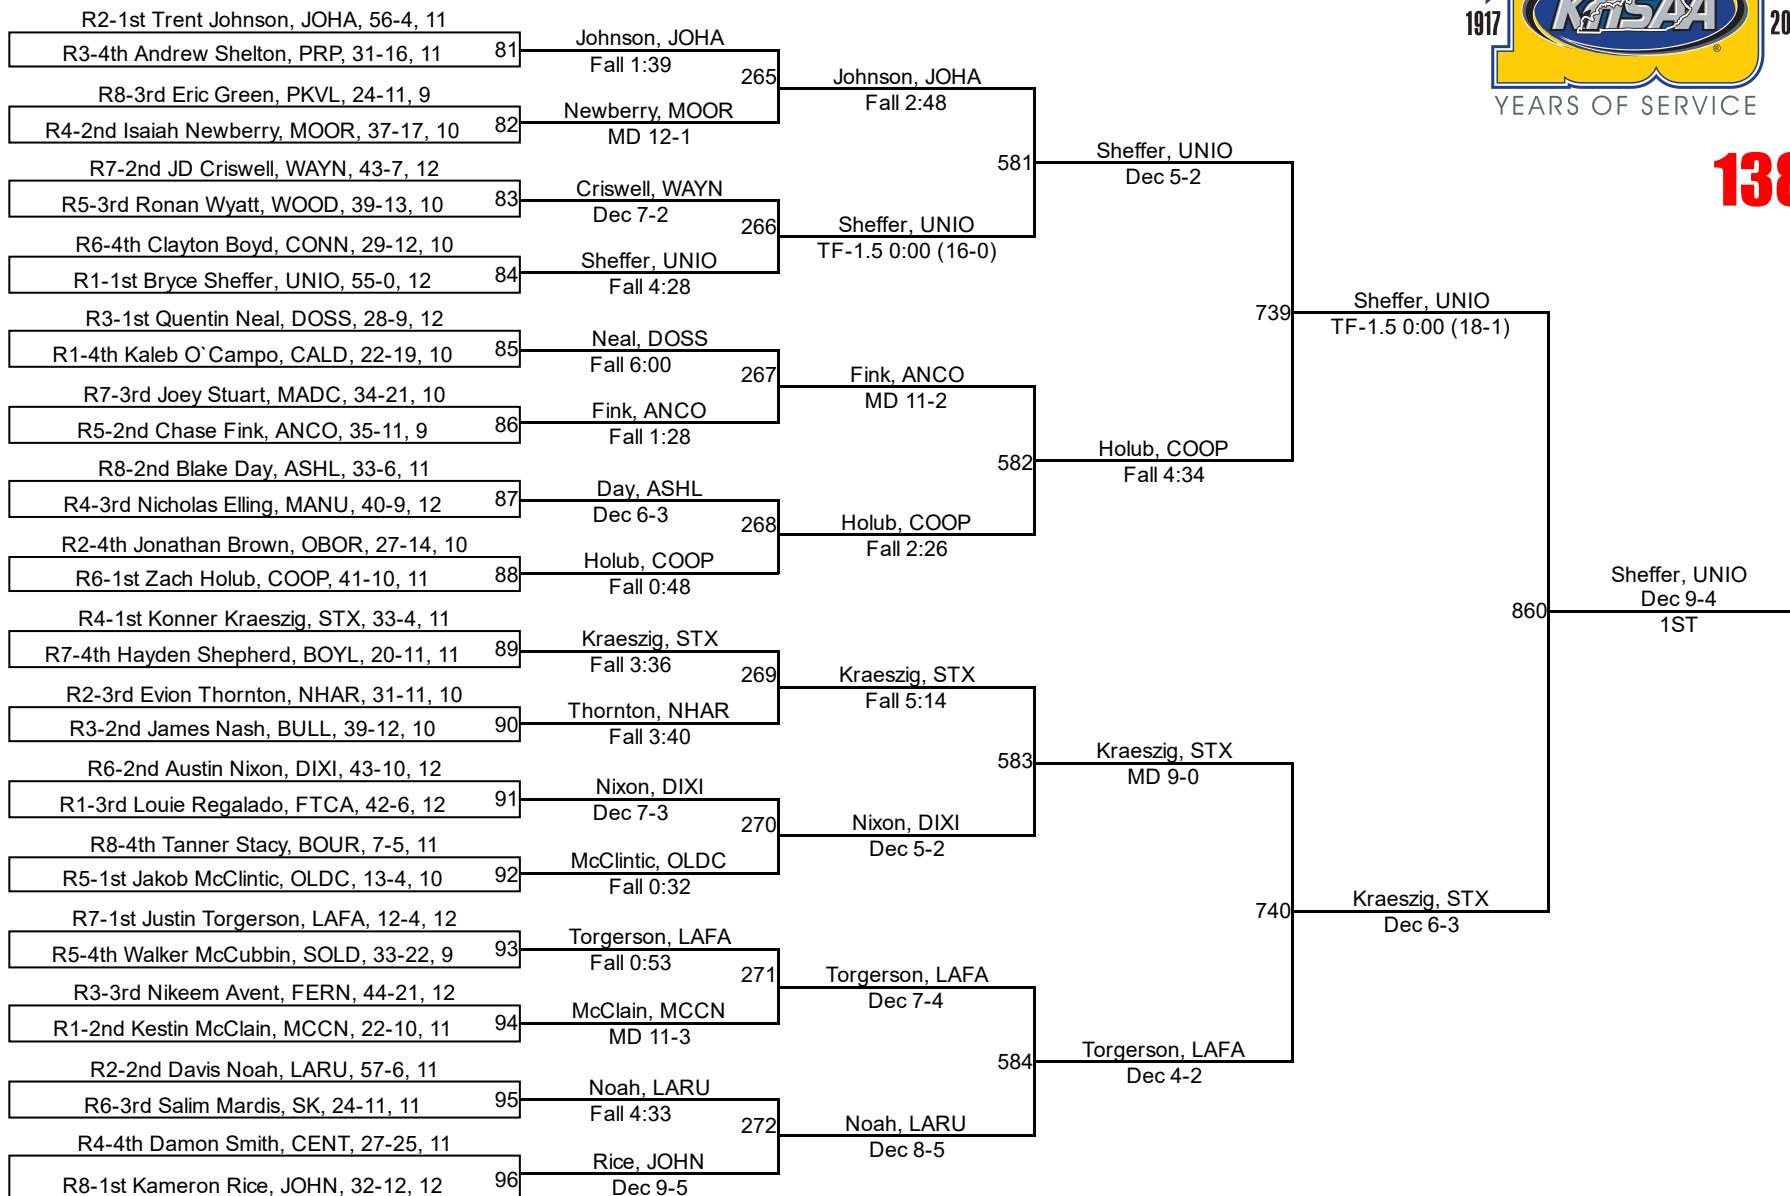 R2-1st Trent Johnson, JOHA, 56-4, 11
R3-4th Andrew Shelton, PRP, 31-16, 11
81
R8-3rd Eric Green, PKVL, 24-11, 9
R4-2nd Isaiah Newberry, MOOR, 37-17, 10
82
R7-2nd JD Criswell, WAYN, 43-7, 12
R5-3rd Ronan Wyatt, WOOD, 39-13, 10
83
R6-4th Clayton Boyd, CONN, 29-12, 10
R1-1st Bryce Sheffer, UNIO, 55-0, 12
84
R3-1st Quentin Neal, DOSS, 28-9, 12
R1-4th Kaleb O`Campo, CALD, 22-19, 10
85
R7-3rd Joey Stuart, MADC, 34-21, 10
R5-2nd Chase Fink, ANCO, 35-11, 9
86
R8-2nd Blake Day, ASHL, 33-6, 11
R4-3rd Nicholas Elling, MANU, 40-9, 12
87
R2-4th Jonathan Brown, OBOR, 27-14, 10
R6-1st Zach Holub, COOP, 41-10, 11
88
R4-1st Konner Kraeszig, STX, 33-4, 11
R7-4th Hayden Shepherd, BOYL, 20-11, 11
89
R2-3rd Evion Thornton, NHAR, 31-11, 10
R3-2nd James Nash, BULL, 39-12, 10
90
R6-2nd Austin Nixon, DIXI, 43-10, 12
R1-3rd Louie Regalado, FTCA, 42-6, 12
91
R8-4th Tanner Stacy, BOUR, 7-5, 11
R5-1st Jakob McClintic, OLDC, 13-4, 10
92
R7-1st Justin Torgerson, LAFA, 12-4, 12
R5-4th Walker McCubbin, SOLD, 33-22, 9
93
R3-3rd Nikeem Avent, FERN, 44-21, 12
R1-2nd Kestin McClain, MCCN, 22-10, 11
94
R2-2nd Davis Noah, LARU, 57-6, 11
R6-3rd Salim Mardis, SK, 24-11, 11
95
R4-4th Damon Smith, CENT, 27-25, 11
R8-1st Kameron Rice, JOHN, 32-12, 12
96
Johnson, JOHA
Fall 1:39
265
Newberry, MOOR
MD 12-1
Criswell, WAYN
Dec 7-2
266
Sheffer, UNIO
Fall 4:28
Neal, DOSS
Fall 6:00
267
Fink, ANCO
Fall 1:28
Day, ASHL
Dec 6-3
268
Holub, COOP
Fall 0:48
Kraeszig, STX
Fall 3:36
269
Thornton, NHAR
Fall 3:40
Nixon, DIXI
Dec 7-3
270
McClintic, OLDC
Fall 0:32
Torgerson, LAFA
Fall 0:53
271
McClain, MCCN
MD 11-3
Noah, LARU
Fall 4:33
272
Rice, JOHN
Dec 9-5
Johnson, JOHA
Fall 2:48
581
Sheffer, UNIO
TF-1.5 0:00 (16-0)
Fink, ANCO
MD 11-2
582
Holub, COOP
Fall 2:26
Kraeszig, STX
Fall 5:14
583
Nixon, DIXI
Dec 5-2
Torgerson, LAFA
Dec 7-4
584
Noah, LARU
Dec 8-5
Sheffer, UNIO
Dec 5-2
739
Holub, COOP
Fall 4:34
Kraeszig, STX
MD 9-0
740
Torgerson, LAFA
Dec 4-2
Sheffer, UNIO
TF-1.5 0:00 (18-1)
860
Kraeszig, STX
Dec 6-3
Sheffer, UNIO
Dec 9-4
1ST
1917
KHSAA
®
20
YEARS OF SERVICE
138